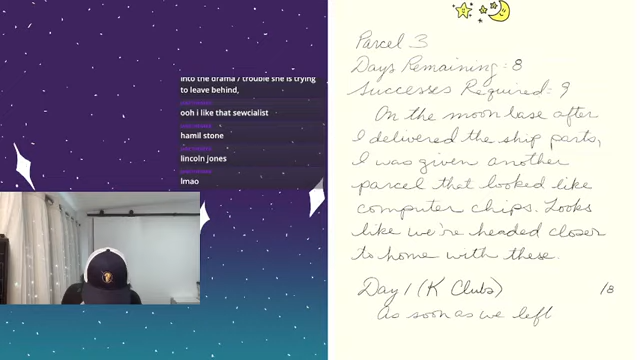 into the drama / trouble she is trying
to leave behind,
ooh i like that sewcialist
hamil stone
lincoln jones
lmao
Parcel 3
Days Remaining: 8
Successes Required: 9
On the moon base after
I delivered the ship parts,
I was given another
parcel that looked like
computer chips. Looks
like we're headed closer
to home with these.
Day 1 (K Clubs) 1/8
As soon as we left